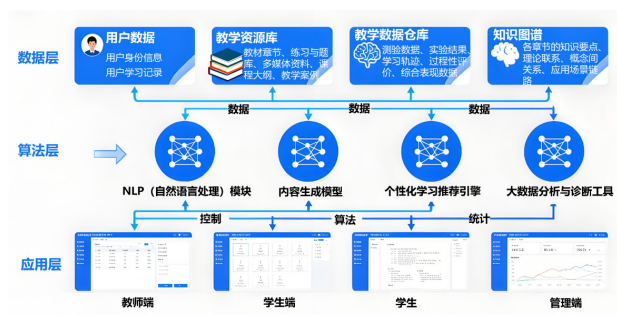 数据层
用户数据
用户身份信息
用户学习记录
教学资源库
教材章节、练习与题
库、多媒体资料、课
程大纲、教学案例
教学数据仓库
测验数据、实验结果、
学习轨迹、过程性评
价、综合表现数据
知识图谱
各章节的知识要点、
理论联系、概念间
关系、应用场景链
路
数据
数据
数据
算法层
NLP（自然语言处理）模块
内容生成模型
个性化学习推荐引擎
大数据分析与诊断工具
控制
算法
统计
应用层
教师端
学生端
学生
管理端